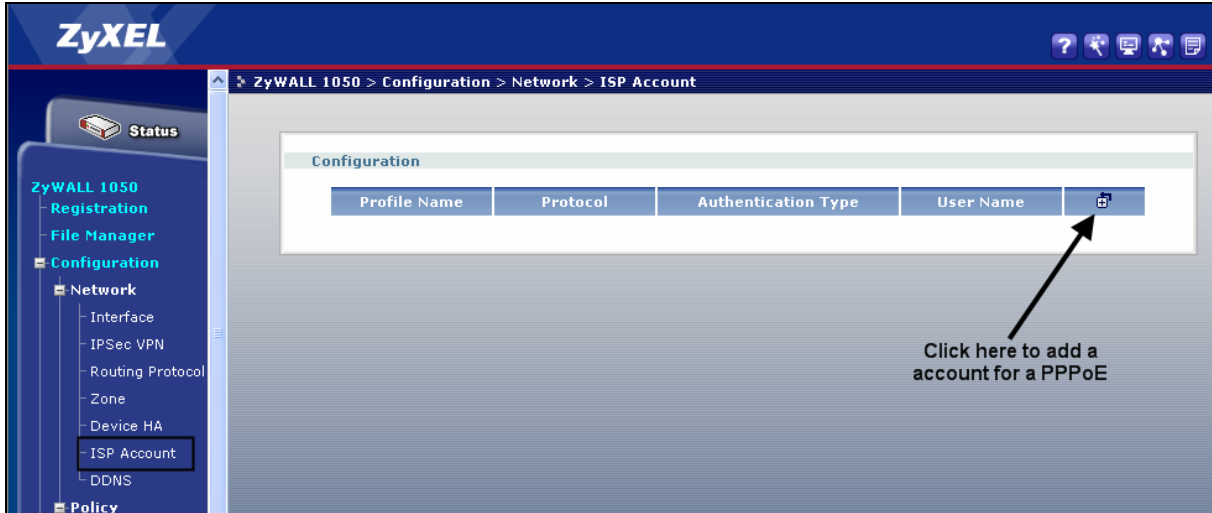 ZyXEL
?
ZyWALL 1050 > Configuration > Network > ISP Account
Status
ZyWALL 1050
Registration
File Manager
Configuration
Network
Interface
IPSec VPN
Routing Protocol
Zone
Device HA
ISP Account
DDNS
Policy
Configuration
Profile Name Protocol Authentication Type User Name
Click here to add a
account for a PPPoE